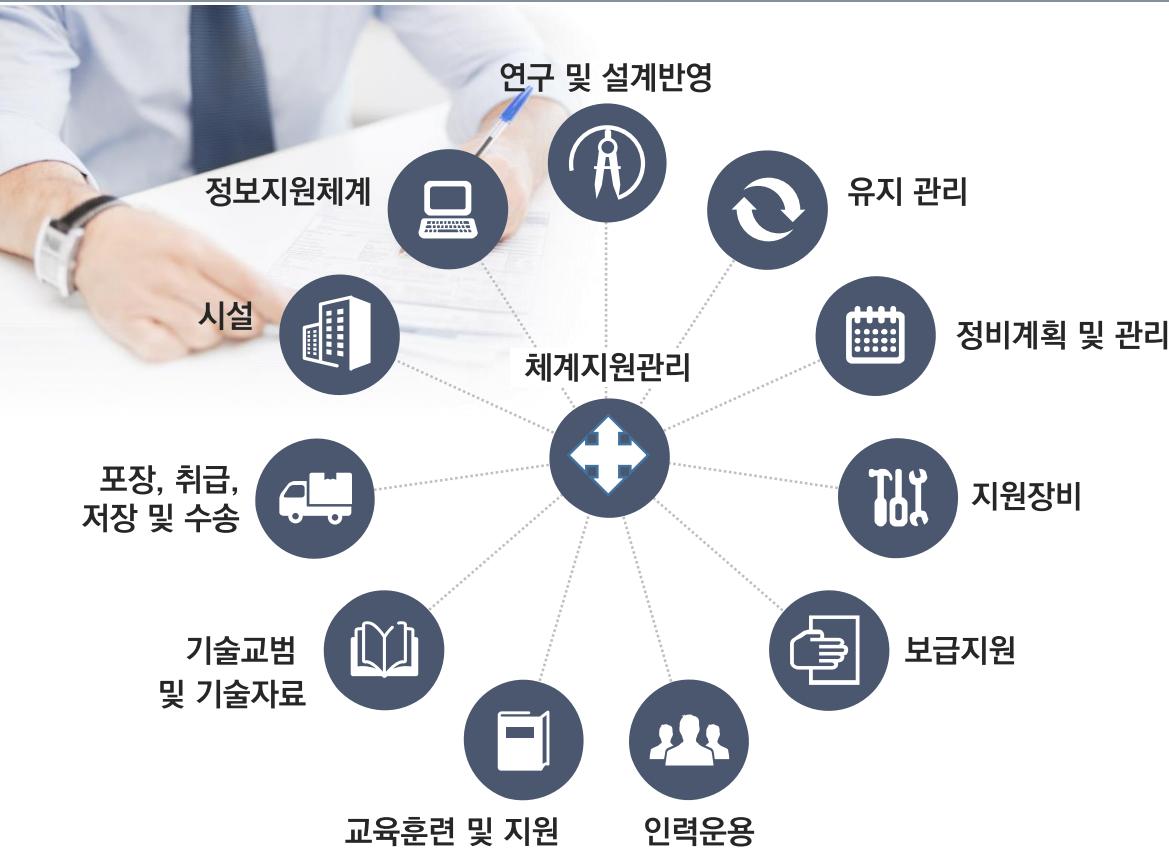 연구 및 설계반영
정보지원체계
유지 관리
시설
정비계획 및 관리
체계지원관리
포장, 취급,
저장 및 수송
지원장비
기술교범
및 기술자료
보급지원
교육훈련 및 지원
인력운용